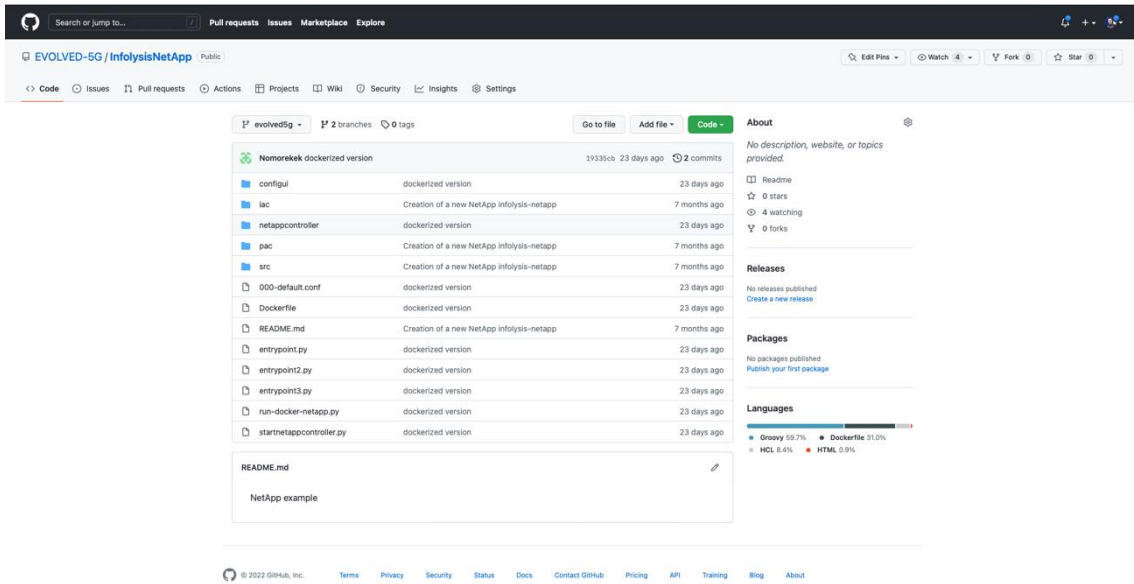 Search or jump to... / Pull requests Issues Marketplace Explore
EVOLVED-5G / InfolysisNetApp Public Edit Pins Watch 4 Fork 0 Star 0
Code Issues Pull requests Actions Projects Wiki Security Insights Settings
evolved5g 2 branches 0 tags Go to file Add file Code
Nomorekek dockerized version 19335cb 23 days ago 2 commits
configui dockerized version 23 days ago
iac Creation of a new NetApp infolysis-netapp 7 months ago
netappcontroller dockerized version 23 days ago
pac Creation of a new NetApp infolysis-netapp 7 months ago
src Creation of a new NetApp infolysis-netapp 7 months ago
000-default.conf dockerized version 23 days ago
Dockerfile dockerized version 23 days ago
README.md Creation of a new NetApp infolysis-netapp 7 months ago
entrypoint.py dockerized version 23 days ago
entrypoint2.py dockerized version 23 days ago
entrypoint3.py dockerized version 23 days ago
run-docker-netapp.py dockerized version 23 days ago
startnetappcontroller.py dockerized version 23 days ago
README.md
NetApp example
About
No description, website, or topics
provided.
Readme
0 stars
4 watching
0 forks
Releases
No releases published
Create a new release
Packages
No packages published
Publish your first package
Languages
Groovy 59.7% Dockerfile 31.0%
HCL 8.4% HTML 0.9%
© 2022 GitHub, Inc. Terms Privacy Security Status Docs Contact GitHub Pricing API Training Blog About